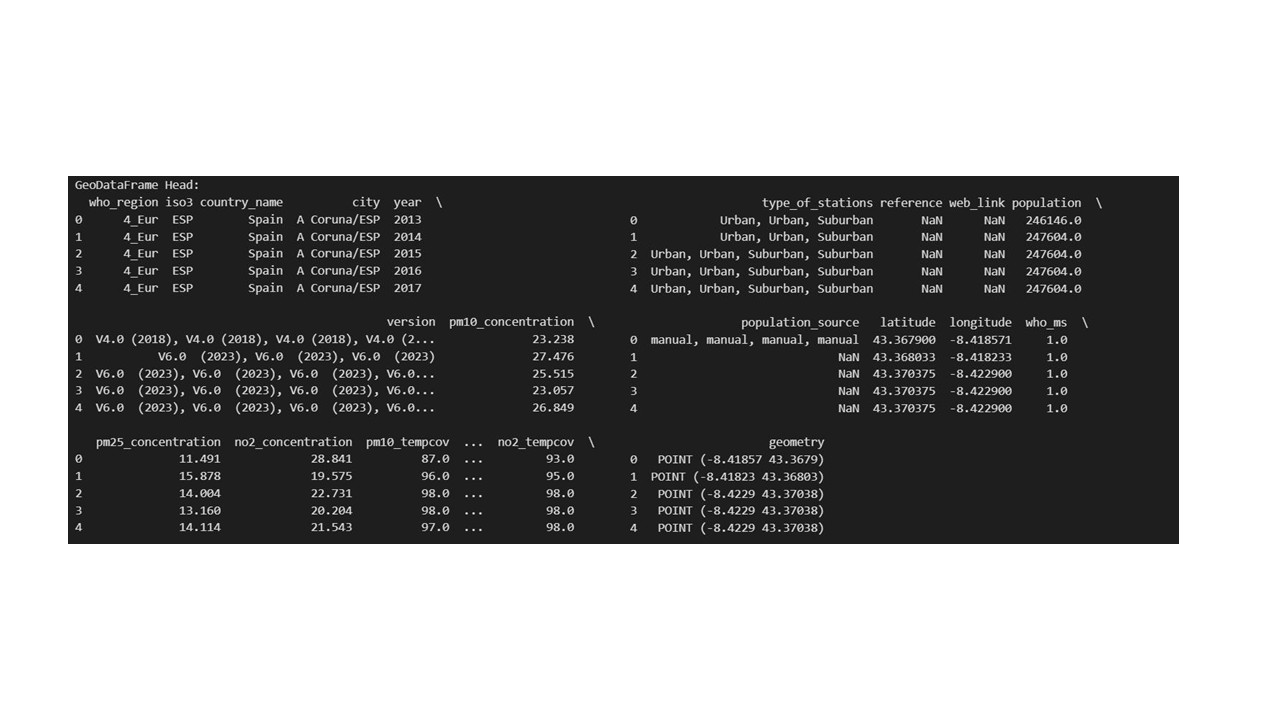 GeoDataFrame Head:
  who_region iso3 country_name          city  year  \
0      4_Eur  ESP        Spain  A Coruna/ESP  2013
1      4_Eur  ESP        Spain  A Coruna/ESP  2014
2      4_Eur  ESP        Spain  A Coruna/ESP  2015
3      4_Eur  ESP        Spain  A Coruna/ESP  2016
4      4_Eur  ESP        Spain  A Coruna/ESP  2017
version  pm10_concentration  \
0  V4.0 (2018), V4.0 (2018), V4.0 (2018), V4.0 (2...  23.238
1  V6.0  (2023), V6.0  (2023), V6.0  (2023)  27.476
2  V6.0  (2023), V6.0  (2023), V6.0  (2023), V6.0...  25.515
3  V6.0  (2023), V6.0  (2023), V6.0  (2023), V6.0...  23.057
4  V6.0  (2023), V6.0  (2023), V6.0  (2023), V6.0...  26.849
pm25_concentration  no2_concentration  pm10_tempcov  ...  no2_tempcov  \
0  11.491  28.841  87.0  ...  93.0
1  15.878  19.575  96.0  ...  95.0
2  14.004  22.731  98.0  ...  98.0
3  13.160  20.204  98.0  ...  98.0
4  14.114  21.543  97.0  ...  98.0
type_of_stations reference web_link population  \
0  Urban, Urban, Suburban  NaN  NaN  246146.0
1  Urban, Urban, Suburban  NaN  NaN  247604.0
2  Urban, Urban, Suburban, Suburban  NaN  NaN  247604.0
3  Urban, Urban, Suburban, Suburban  NaN  NaN  247604.0
4  Urban, Urban, Suburban, Suburban  NaN  NaN  247604.0
population_source  latitude  longitude  who_ms  \
0  manual, manual, manual, manual  43.367900  -8.418571  1.0
1  NaN  43.368033  -8.418233  1.0
2  NaN  43.370375  -8.422900  1.0
3  NaN  43.370375  -8.422900  1.0
4  NaN  43.370375  -8.422900  1.0
geometry
0  POINT (-8.41857 43.3679)
1  POINT (-8.41823 43.36803)
2  POINT (-8.4229 43.37038)
3  POINT (-8.4229 43.37038)
4  POINT (-8.4229 43.37038)